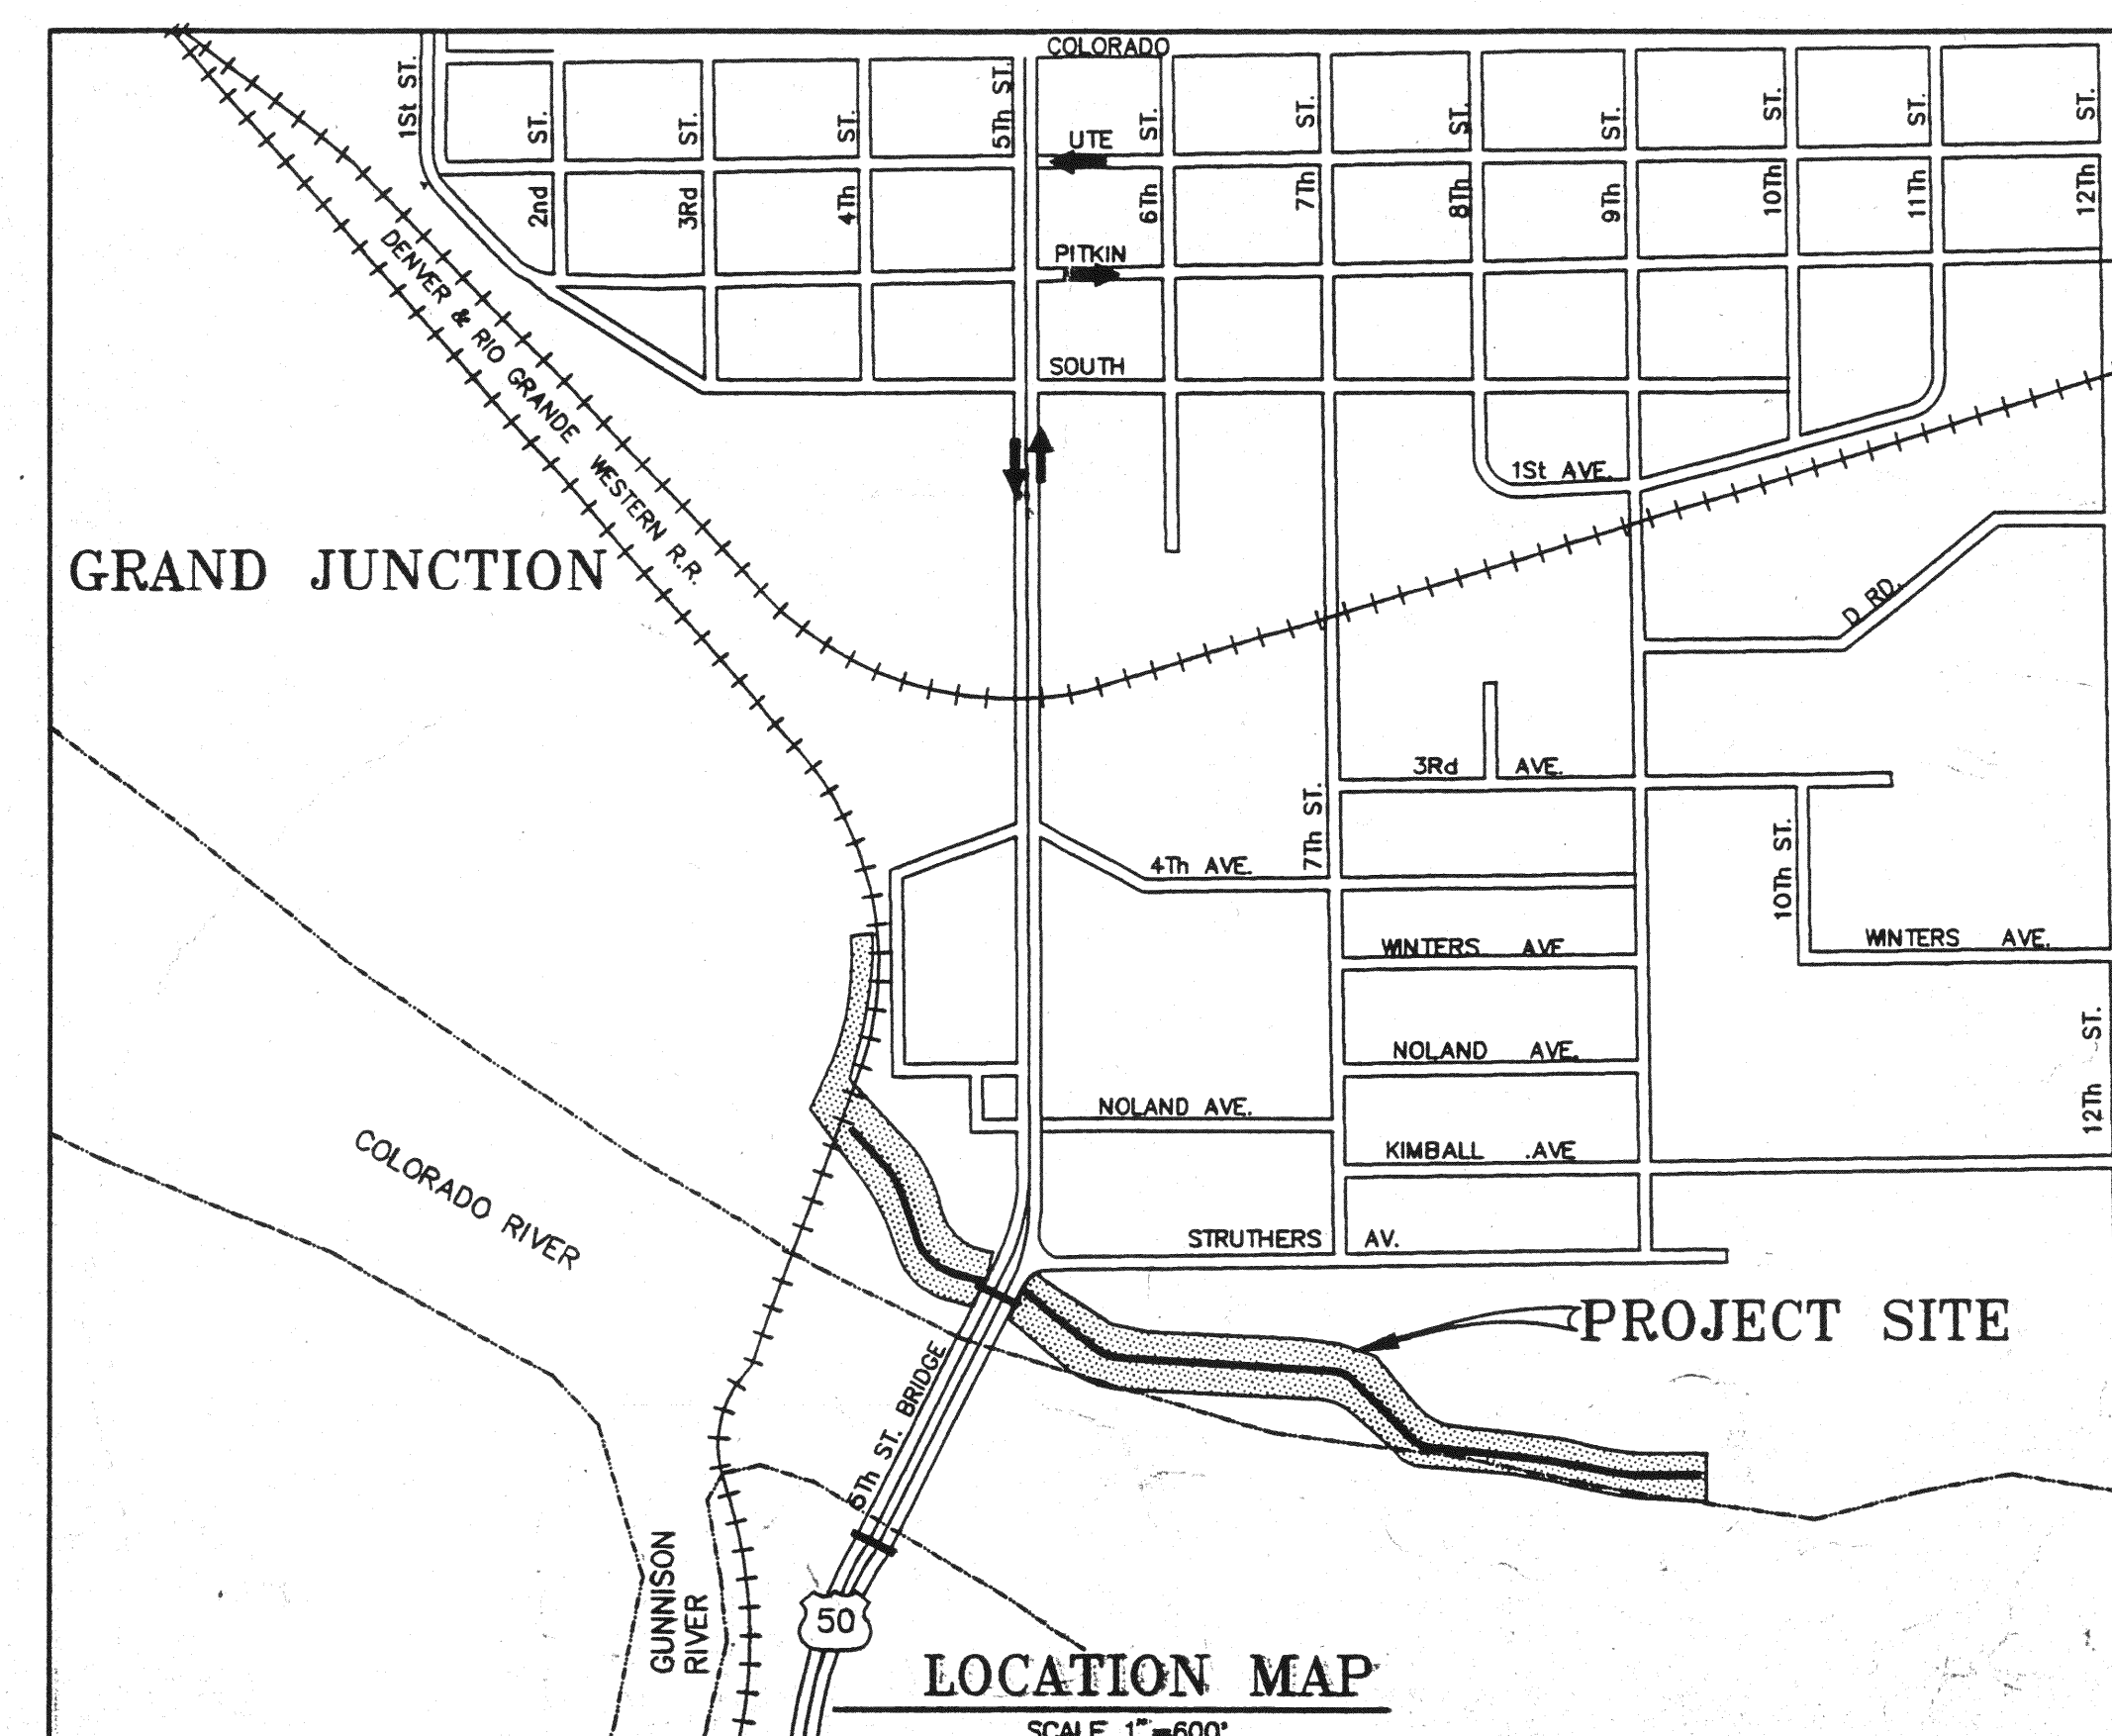 COLORADO
1St ST.
2nd ST.
3Rd ST.
4Th ST.
5Th ST.
6Th ST.
7Th ST.
8Th ST.
9Th ST.
10Th ST.
11Th ST.
12Th ST.
UTE
PITKIN
SOUTH
DENVER & RIO GRANDE WESTERN R.R.
1St AVE.
GRAND JUNCTION
D RD.
3Rd AVE.
7Th ST.
4Th AVE.
10Th ST.
WINTERS AVE
WINTERS AVE.
NOLAND AVE.
NOLAND AVE.
12Th ST.
KIMBALL .AVE
COLORADO RIVER
STRUTHERS AV.
PROJECT SITE
5Th ST. BRIDGE
GUNNISON
RIVER
50
LOCATION MAP
SCALE 1"=600'